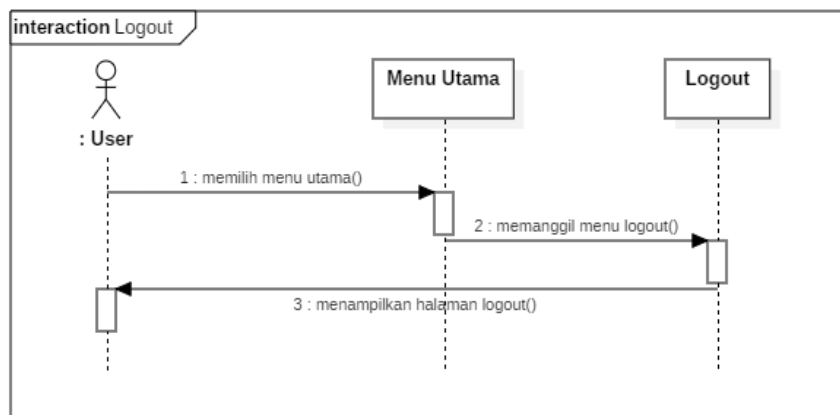 interaction Logout
: User
Menu Utama
Logout
1 : memilih menu utama()
2 : memanggil menu logout()
3 : menampilkan halaman logout()